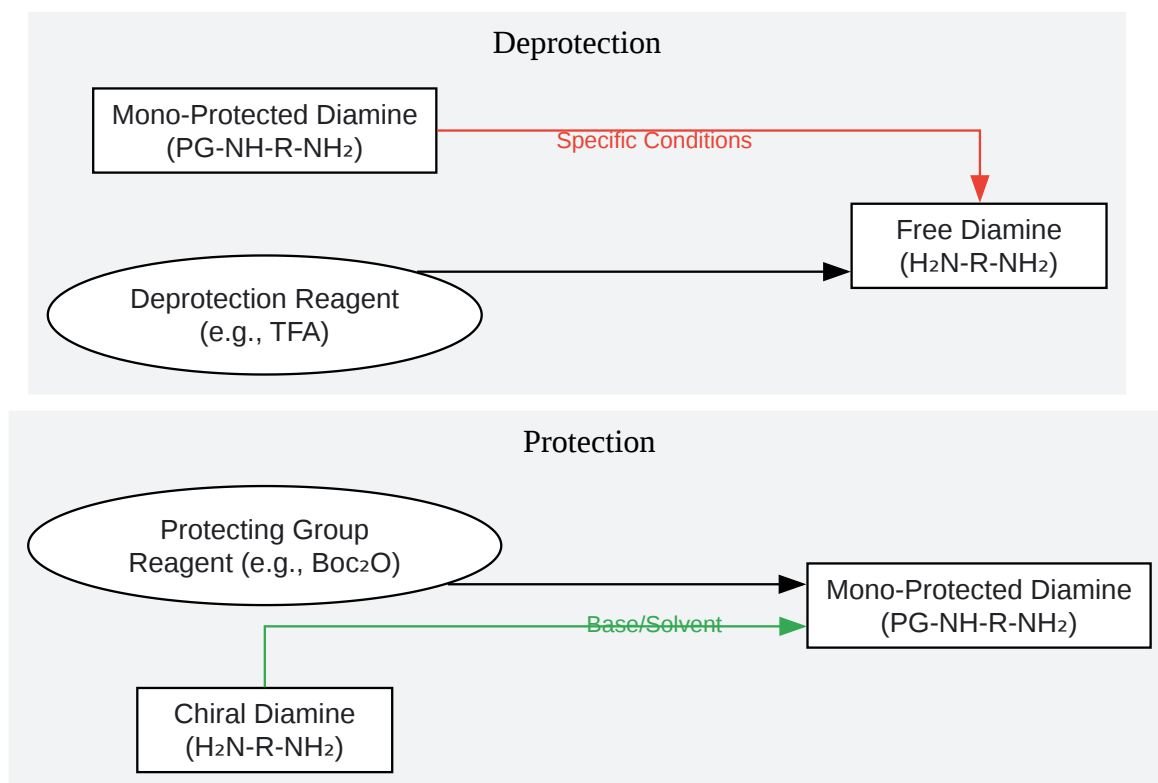 Deprotection
Mono-Protected Diamine
(PG-NH-R-NH₂)
Specific Conditions
Free Diamine
(H₂N-R-NH₂)
Deprotection Reagent
(e.g., TFA)
Protection
Protecting Group
Reagent (e.g., Boc₂O)
Mono-Protected Diamine
(PG-NH-R-NH₂)
Base/Solvent
Chiral Diamine
(H₂N-R-NH₂)